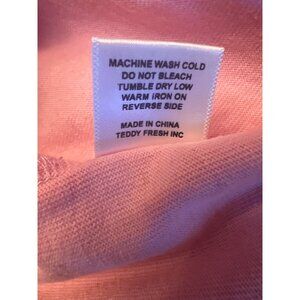 MACHINE WASH COLD
DO NOT BLEACH
TUMBLE DRY LOW
WARM IRON ON
REVERSE SIDE
MADE IN CHINA
TEDDY FRESH INC